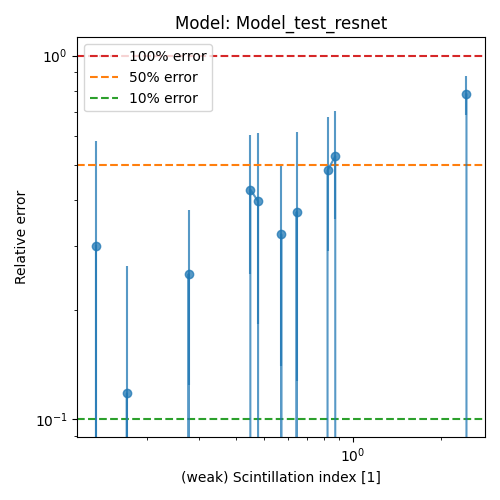 Model: Model_test_resnet
100% error
50% error
10% error
Relative error
10⁰
10⁻¹
10⁰
(weak) Scintillation index [1]